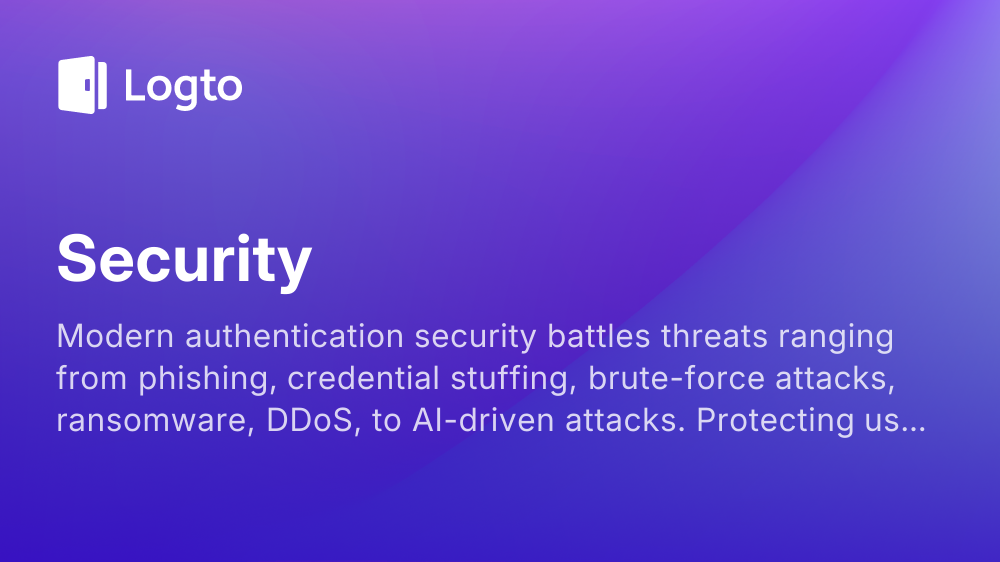 Logto
Security
Modern authentication security battles threats ranging
from phishing, credential stuffing, brute-force attacks,
ransomware, DDoS, to AI-driven attacks. Protecting us...